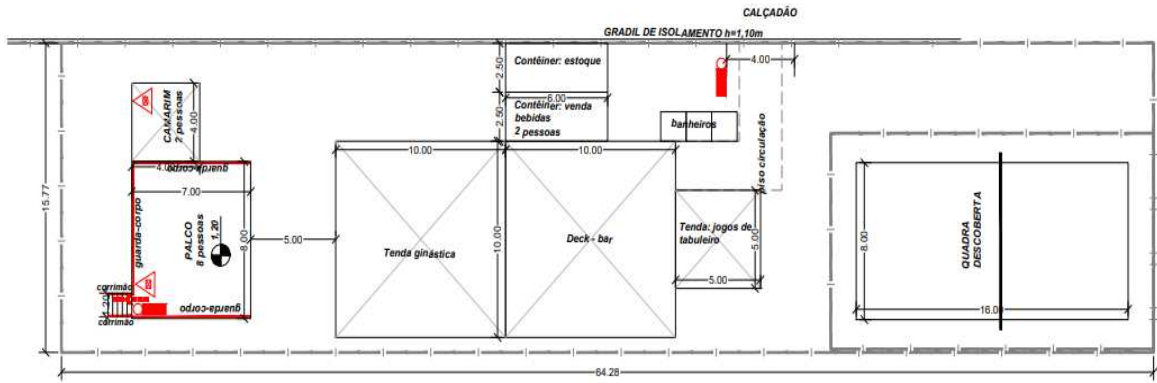 CALÇADÃO
GRADIL DE ISOLAMENTO h=1,10m
4.00
2.50
Contêiner: estoque
6.00
2.50
Contêiner: venda
bebidas
2 pessoas
banheiros
piso circulação
15.77
CAMARIM
2 pessoas
4.00
4.00
guarda-corpo
7.00
guarda-corpo
PALCO
8 pessoas
1,20
8.00
guarda-corpo
corrimão
1.20
corrimão
5.00
10.00
10.00
Tenda ginástica
10.00
Deck - bar
Tenda: jogos de
tabuleiro
5.00
5.00
8.00
QUADRA
DESCOBERTA
16.00
64.28